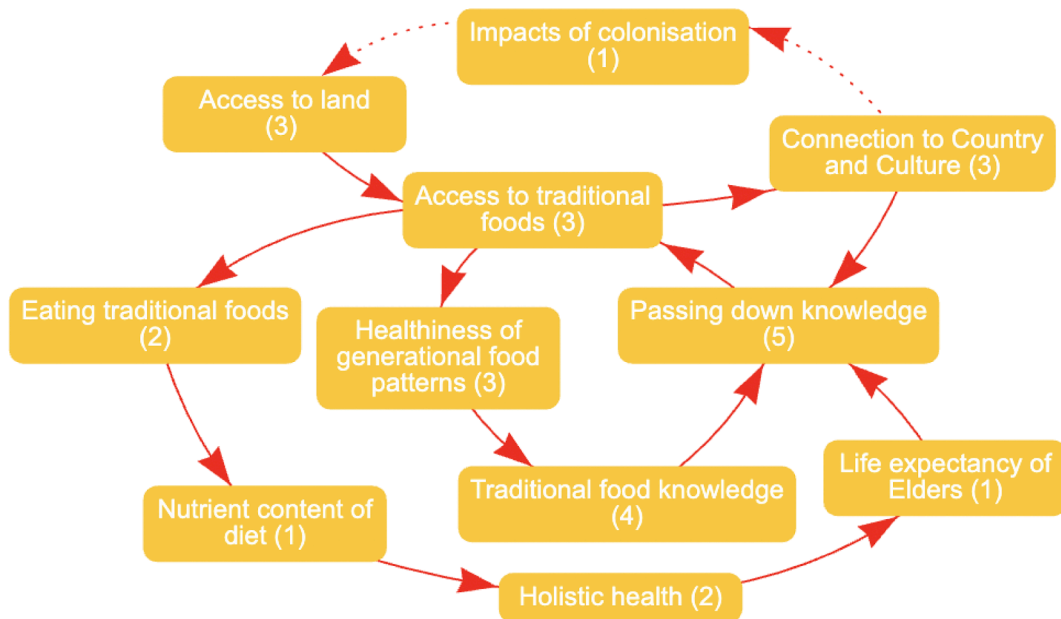 Impacts of colonisation
(1)
Access to land
(3)
Connection to Country
and Culture (3)
Access to traditional
foods (3)
Eating traditional foods
(2)
Healthiness of
generational food
patterns (3)
Passing down knowledge
(5)
Traditional food knowledge
(4)
Life expectancy of
Elders (1)
Nutrient content of
diet (1)
Holistic health (2)